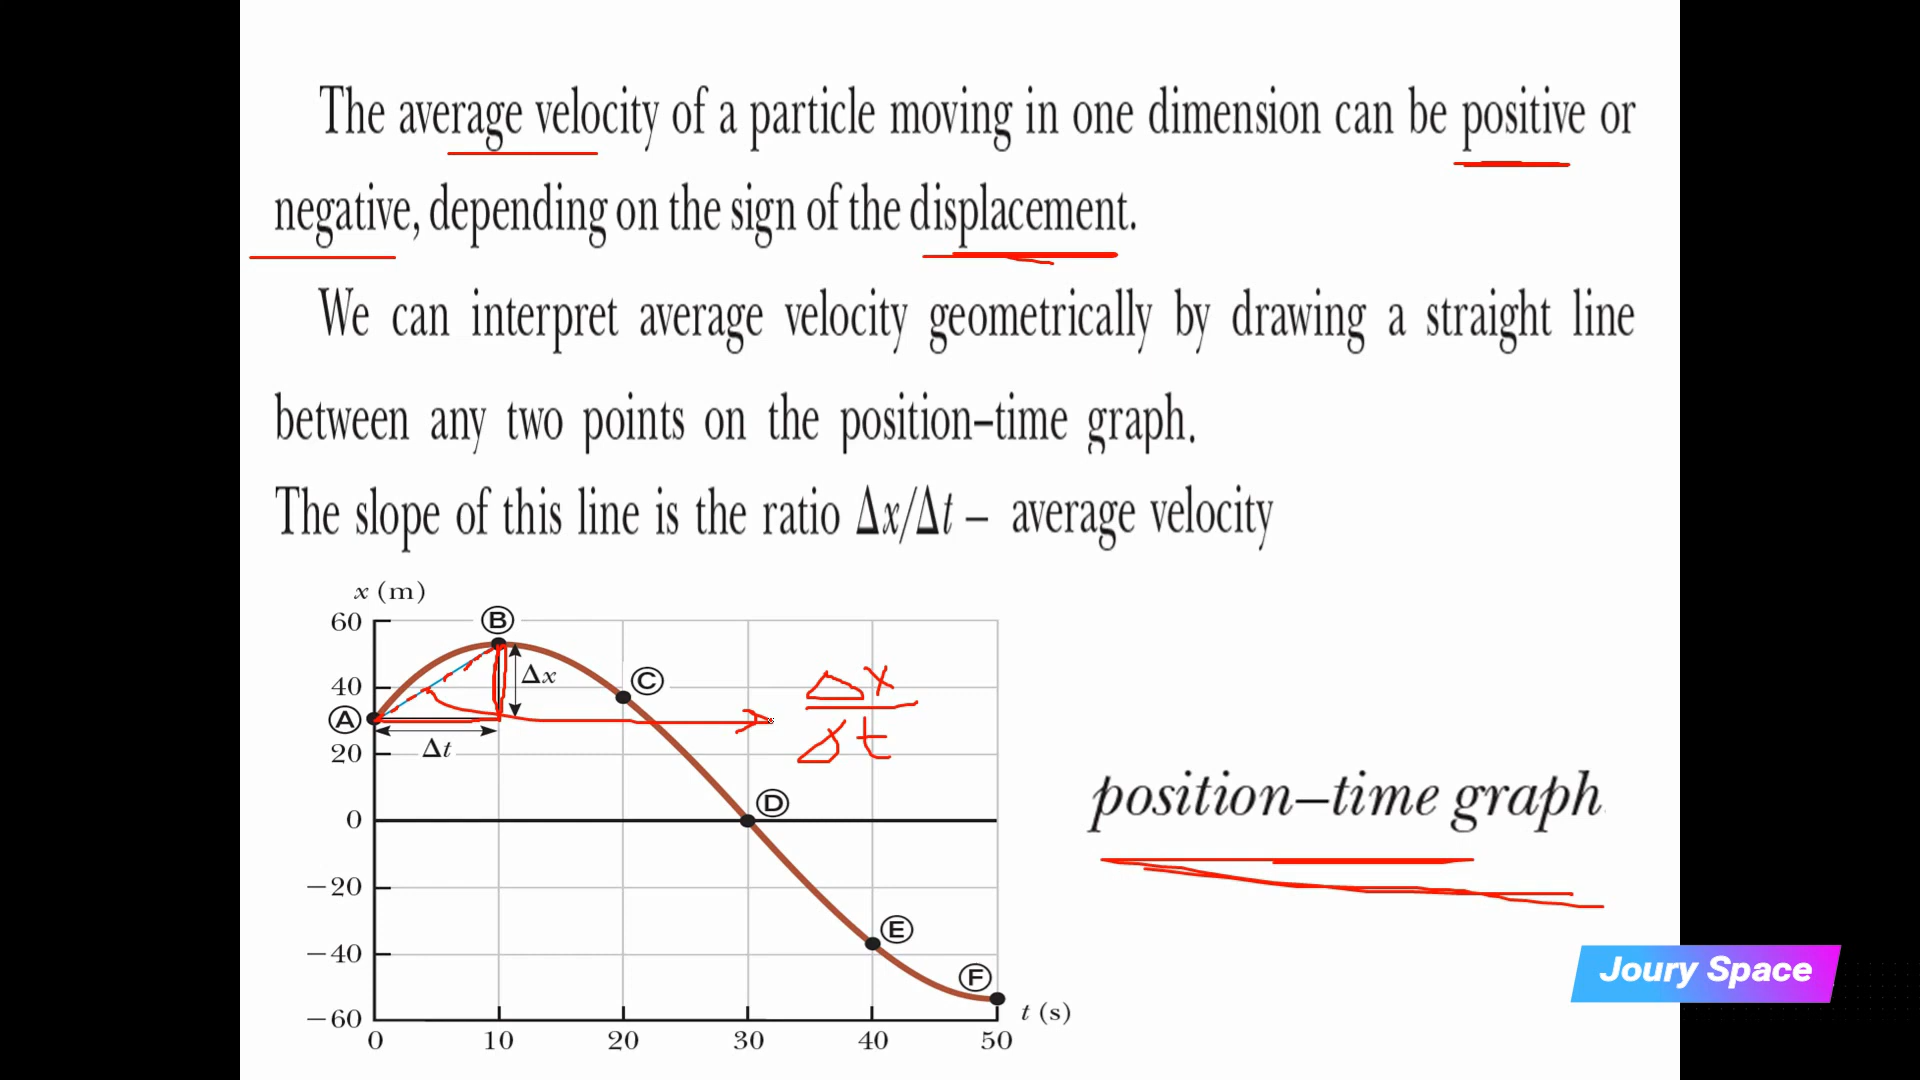 The average velocity of a particle moving in one dimension can be positive or
negative, depending on the sign of the displacement.
We can interpret average velocity geometrically by drawing a straight line
between any two points on the position–time graph.
The slope of this line is the ratio Δx/Δt – average velocity
x (m)
60
B
40
C
Δx
Δx
A
Δt
20
Δt
0
D
position–time graph
−20
E
−40
F
Joury Space
−60
t (s)
0 10 20 30 40 50